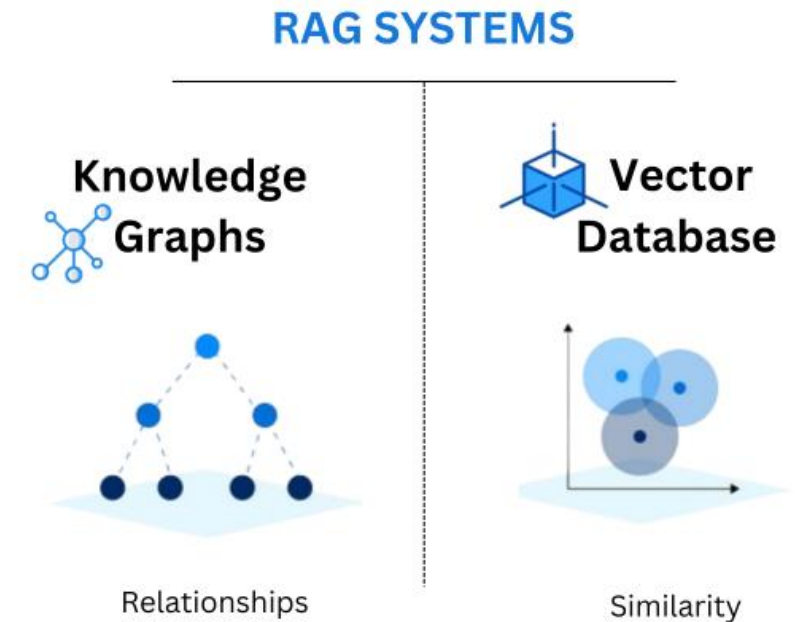 RAG SYSTEMS
Knowledge
Graphs
Relationships
Vector
Database
Similarity